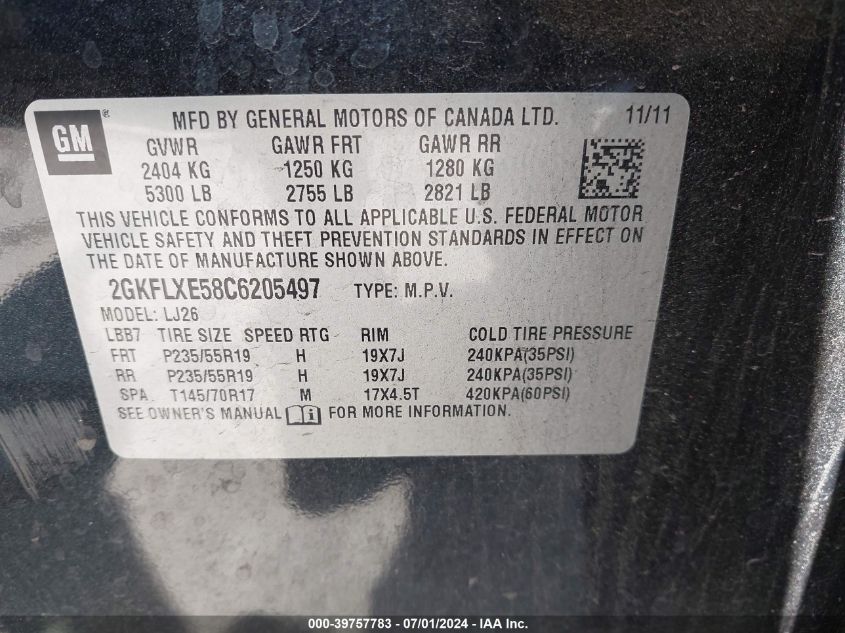 GM ® MFD BY GENERAL MOTORS OF CANADA LTD. 11/11
GVWR GAWR FRT GAWR RR
2404 KG 1250 KG 1280 KG
5300 LB 2755 LB 2821 LB
THIS VEHICLE CONFORMS TO ALL APPLICABLE U.S. FEDERAL MOTOR
VEHICLE SAFETY AND THEFT PREVENTION STANDARDS IN EFFECT ON
THE DATE OF MANUFACTURE SHOWN ABOVE.
2GKFLXE58C6205497 TYPE: M.P.V.
MODEL: LJ26
LBB7 TIRE SIZE SPEED RTG RIM COLD TIRE PRESSURE
FRT P235/55R19 H 19X7J 240KPA(35PSI)
RR P235/55R19 H 19X7J 240KPA(35PSI)
SPA T145/70R17 M 17X4.5T 420KPA(60PSI)
SEE OWNER'S MANUAL i FOR MORE INFORMATION.
000-39757783 - 07/01/2024 - IAA Inc.